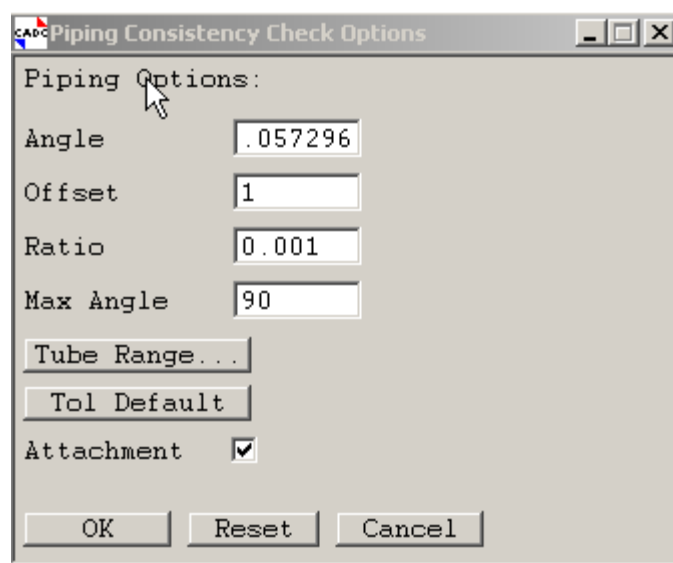 CADC Piping Consistency Check Options
Piping Options:
Angle .057296
Offset 1
Ratio 0.001
Max Angle 90
Tube Range...
Tol Default
Attachment
OK Reset Cancel